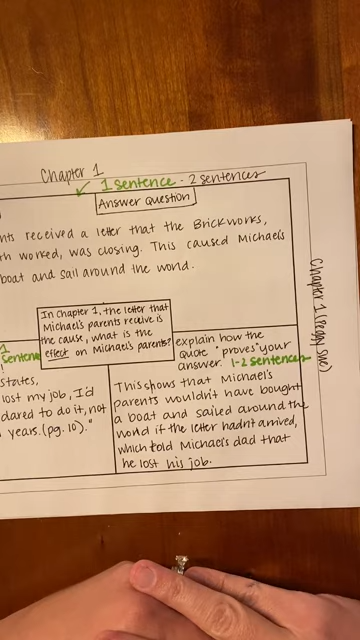 Chapter 1
1 sentence - 2 sentences
Answer Question
nts received a letter that the Brickworks,
th worked, was closing. This caused Michael's
boat and sail around the world.
In Chapter 1, the letter that
Michael's parents receive is
the cause, what is the
effect on Michael's parents?
1
sentence
!
states,
lost my job, I'd
dared to do it, not
years. (pg. 10)."
explain how the
quote "proves" your
answer. 1-2 sentences
This shows that Michael's
parents wouldn't have bought
a boat and sailed around the
world if the letter hadn't arrived,
which told Michael's dad that
he lost his job.
Chapter 1 (Peggy Sue)